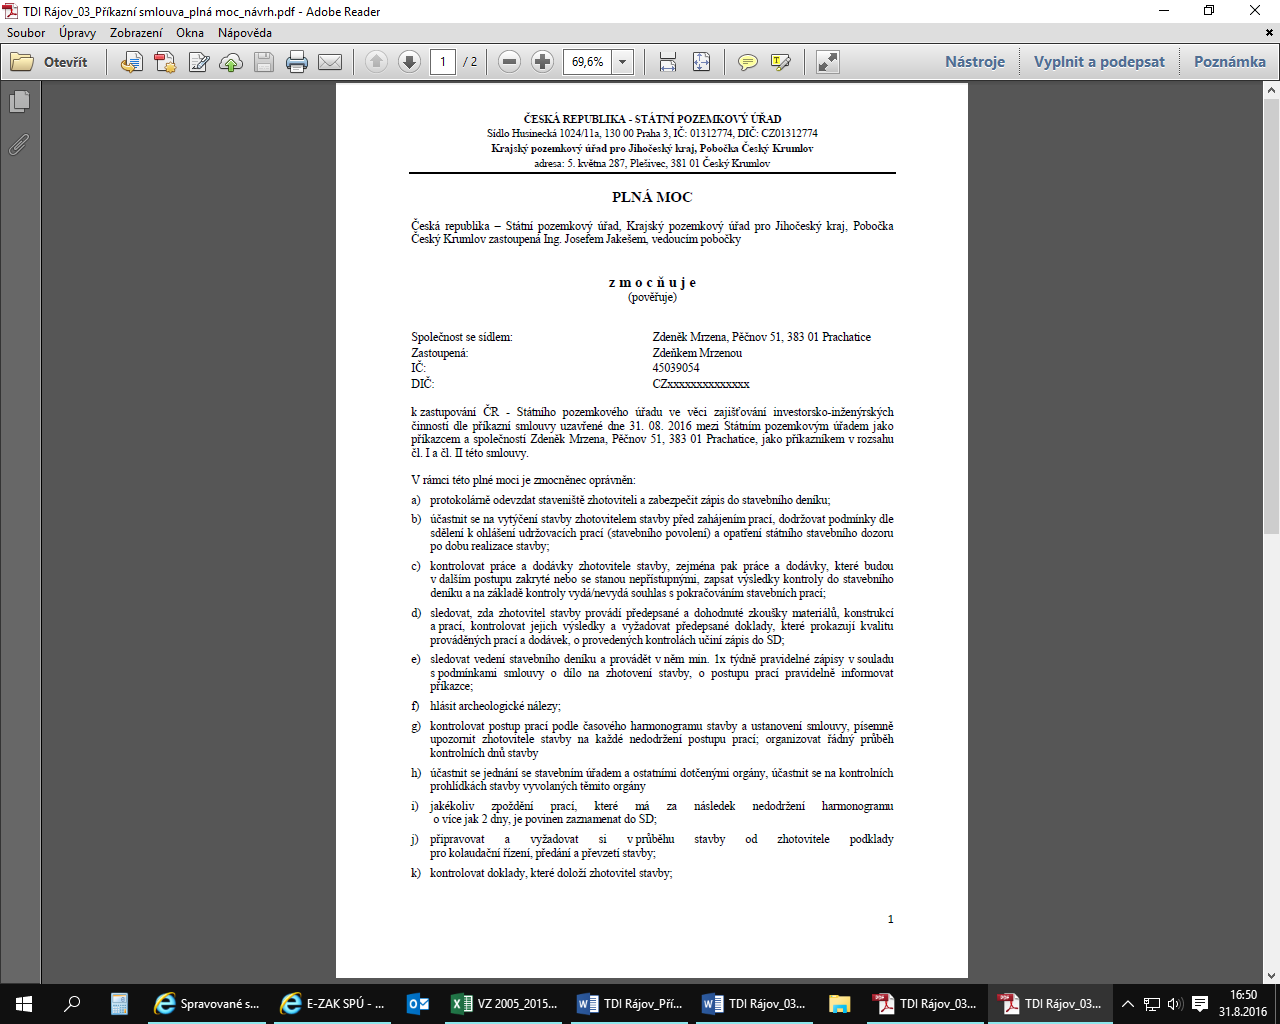 TDI Rájov_03_Příkazní smlouva_plná moc_návrh.pdf - Adobe Reader
Soubor Úpravy Zobrazení Okna Nápověda
Otevřít 1 / 2 69,6% Nástroje Vyplnit a podepsat Poznámka
ČESKÁ REPUBLIKA - STÁTNÍ POZEMKOVÝ ÚŘAD
Sídlo Husinecká 1024/11a, 130 00 Praha 3, IČ: 01312774, DIČ: CZ01312774
Krajský pozemkový úřad pro Jihočeský kraj, Pobočka Český Krumlov
adresa: 5. května 287, Plešivec, 381 01 Český Krumlov
PLNÁ MOC
Česká republika – Státní pozemkový úřad, Krajský pozemkový úřad pro Jihočeský kraj, Pobočka
Český Krumlov zastoupená Ing. Josefem Jakešem, vedoucím pobočky
z m o c ň u j e
(pověřuje)
Společnost se sídlem: Zdeněk Mrzena, Pěčnov 51, 383 01 Prachatice
Zastoupená: Zdeňkem Mrzenou
IČ: 45039054
DIČ: CZxxxxxxxxxxxxxx
k zastupování ČR - Státního pozemkového úřadu ve věci zajišťování investorsko-inženýrských
činností dle příkazní smlouvy uzavřené dne 31. 08. 2016 mezi Státním pozemkovým úřadem jako
příkazcem a společností Zdeněk Mrzena, Pěčnov 51, 383 01 Prachatice, jako příkazníkem v rozsahu
čl. I a čl. II této smlouvy.
V rámci této plné moci je zmocněnec oprávněn:
a) protokolárně odevzdat staveniště zhotoviteli a zabezpečit zápis do stavebního deníku;
b) účastnit se na vytýčení stavby zhotovitelem stavby před zahájením prací, dodržovat podmínky dle
sdělení k ohlášení udržovacích prací (stavebního povolení) a opatření státního stavebního dozoru
po dobu realizace stavby;
c) kontrolovat práce a dodávky zhotovitele stavby, zejména pak práce a dodávky, které budou
v dalším postupu zakryté nebo se stanou nepřístupnými, zapsat výsledky kontroly do stavebního
deníku a na základě kontroly vydá/nevydá souhlas s pokračováním stavebních prací;
d) sledovat, zda zhotovitel stavby provádí předepsané a dohodnuté zkoušky materiálů, konstrukcí
a prací, kontrolovat jejich výsledky a vyžadovat předepsané doklady, které prokazují kvalitu
prováděných prací a dodávek, o provedených kontrolách učiní zápis do SD;
e) sledovat vedení stavebního deníku a provádět v něm min. 1x týdně pravidelné zápisy v souladu
s podmínkami smlouvy o dílo na zhotovení stavby, o postupu prací pravidelně informovat
příkazce;
f) hlásit archeologické nálezy;
g) kontrolovat postup prací podle časového harmonogramu stavby a ustanovení smlouvy, písemně
upozornit zhotovitele stavby na každé nedodržení postupu prací; organizovat řádný průběh
kontrolních dnů stavby
h) účastnit se jednání se stavebním úřadem a ostatními dotčenými orgány, účastnit se na kontrolních
prohlídkách stavby vyvolaných těmito orgány
i) jakékoliv zpoždění prací, které má za následek nedodržení harmonogramu
o více jak 2 dny, je povinen zaznamenat do SD;
j) připravovat a vyžadovat si v průběhu stavby od zhotovitele podklady
pro kolaudační řízení, předání a převzetí stavby;
k) kontrolovat doklady, které doloží zhotovitel stavby;
1
Spravované s... E-ZAK SPÚ - ... VZ 2005_2015... TDI Rájov_Pří... TDI Rájov_03... TDI Rájov_03... TDI Rájov_03... 16:50
31.8.2016